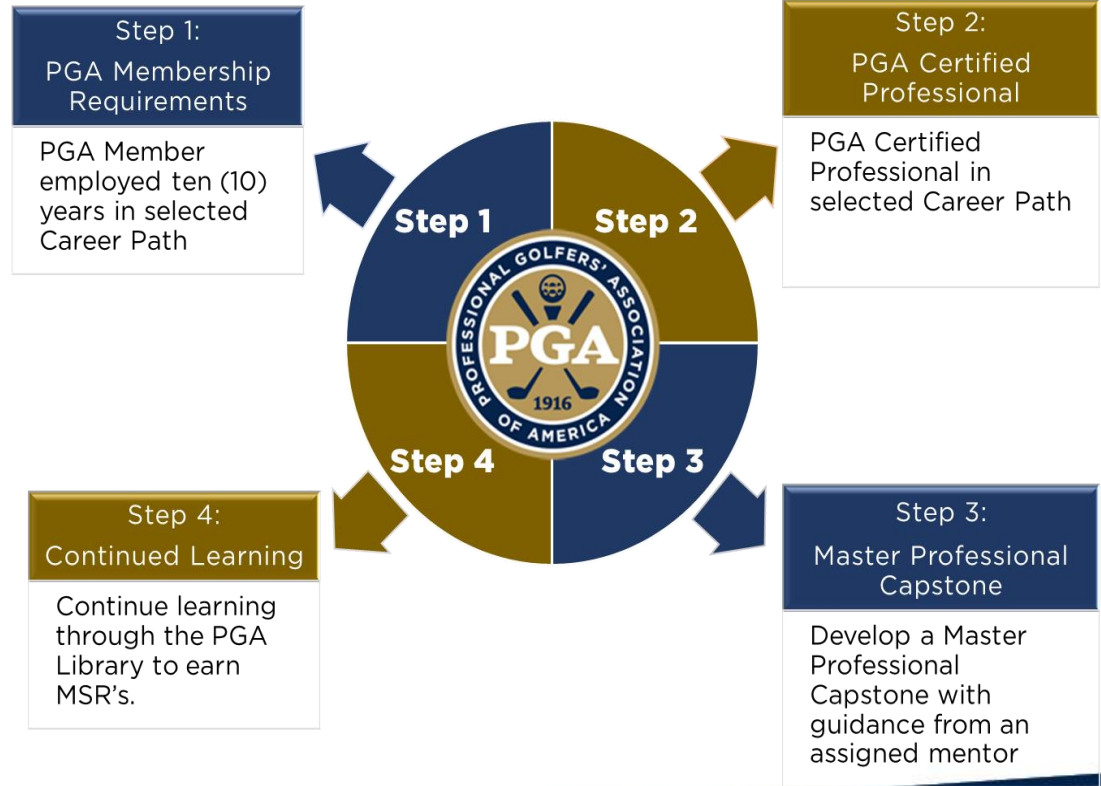 Step 1:
PGA Membership
Requirements
PGA Member
employed ten (10)
years in selected
Career Path
Step 2:
PGA Certified
Professional
PGA Certified
Professional in
selected Career Path
Step 1
Step 2
PROFESSIONAL GOLFERS' ASSOCIATION
PGA
1916
OF AMERICA
Step 4
Step 3
Step 3:
Master Professional
Capstone
Develop a Master
Professional
Capstone with
guidance from an
assigned mentor
Step 4:
Continued Learning
Continue learning
through the PGA
Library to earn
MSR's.